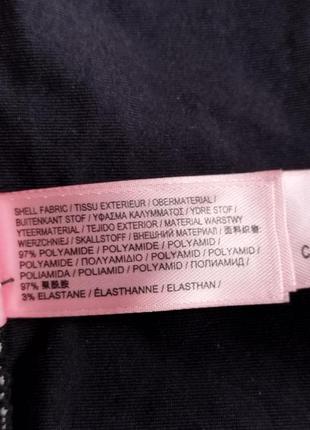 SHELL FABRIC / TISSU EXTERIEUR / OBERMATERIAL /
BUITENKANT STOF / ΥΦΑΣΜΑ ΚΑΛΥΜΜΑΤΟΣ / YDRE STOF /
YTEERMATERIAL / TEJIDO EXTERIOR / MATERIAL WARSTWY
WIERZCHNIEJ / SKALLSTOFF / ВНЕШНИЙ МАТЕРИАЛ / 面料织物:
97% POLYAMIDE / POLYAMIDE / POLYAMID /
POLYAMIDE / ΠΟΛΥΑΜΙΔΙΟ / POLYAMID / POLYAMID /
POLIAMIDA / POLIAMID / POLYAMID / ПОЛИАМИД /
97% 聚酰胺
3% ELASTANE / ÉLASTHANNE / ELASTHAN /
C